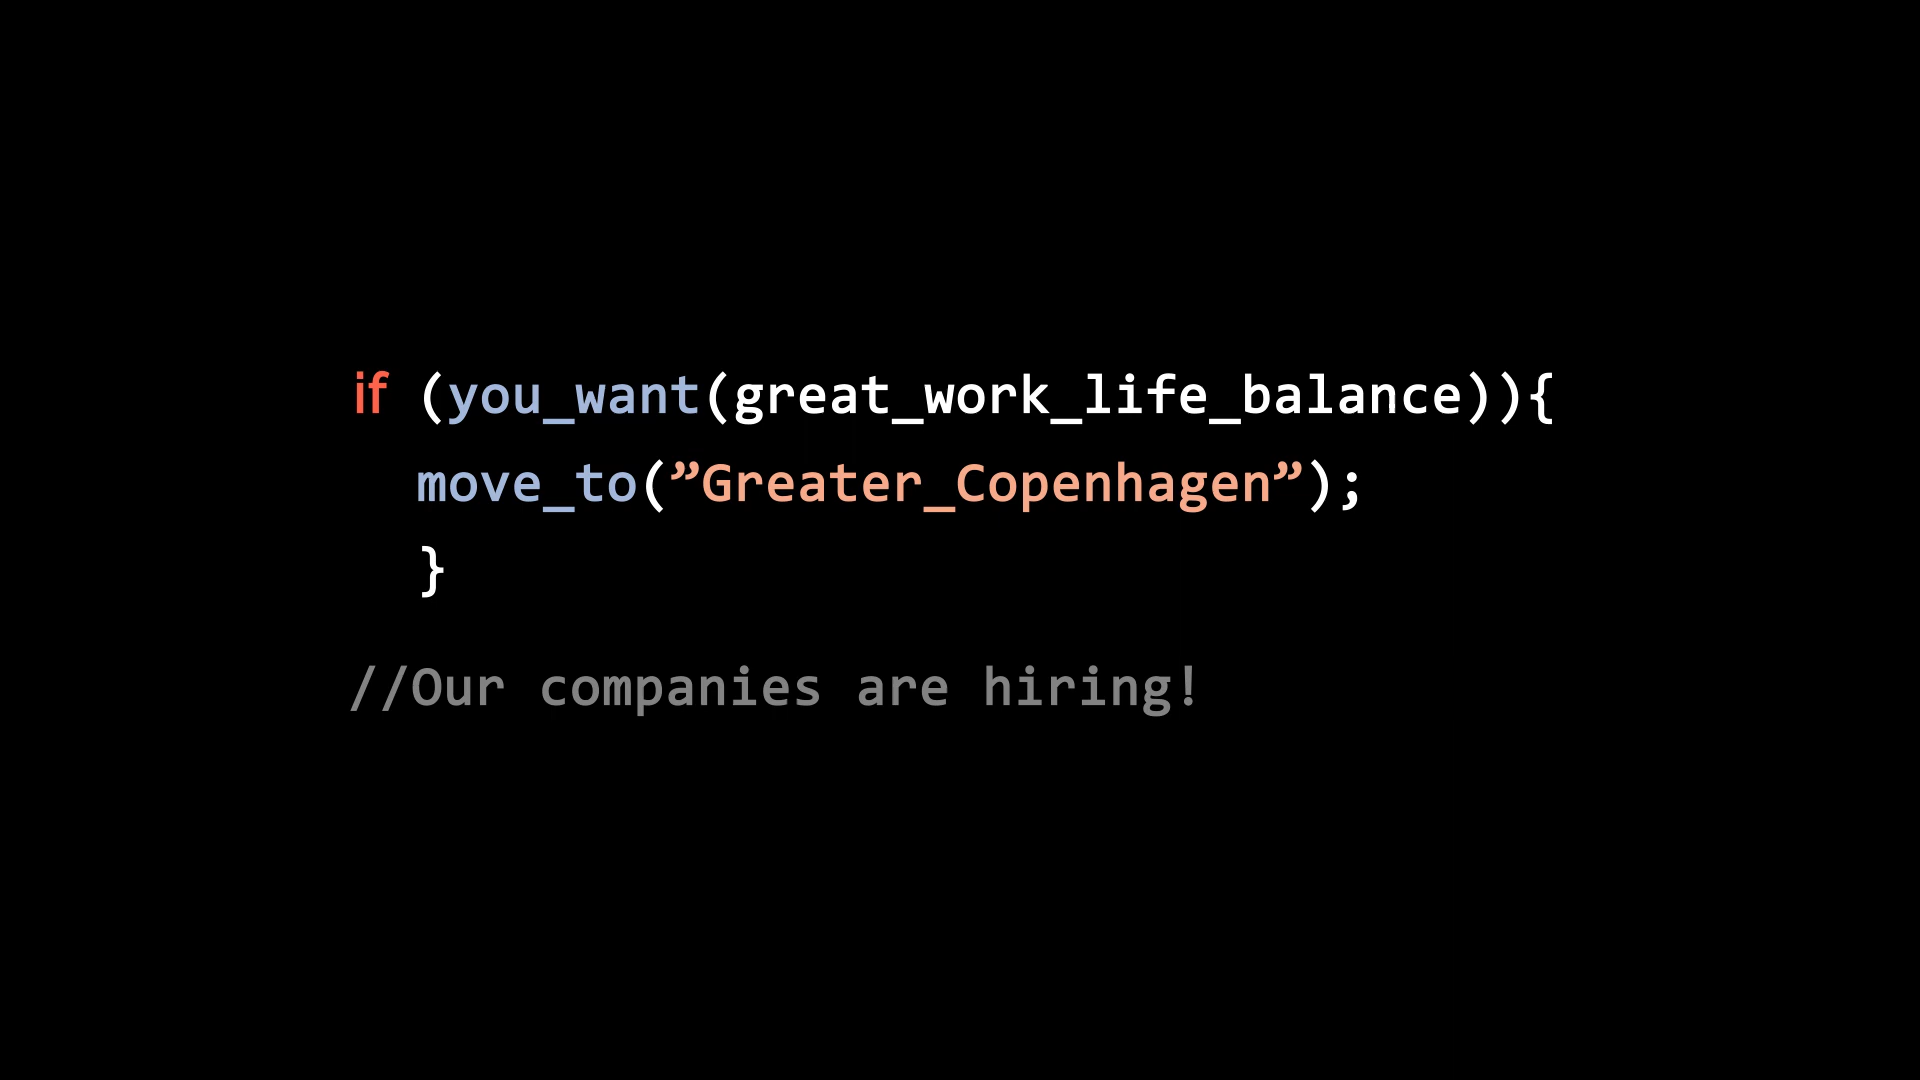 if (you_want(great_work_life_balance)){
move_to(”Greater_Copenhagen”);
}
//Our companies are hiring!